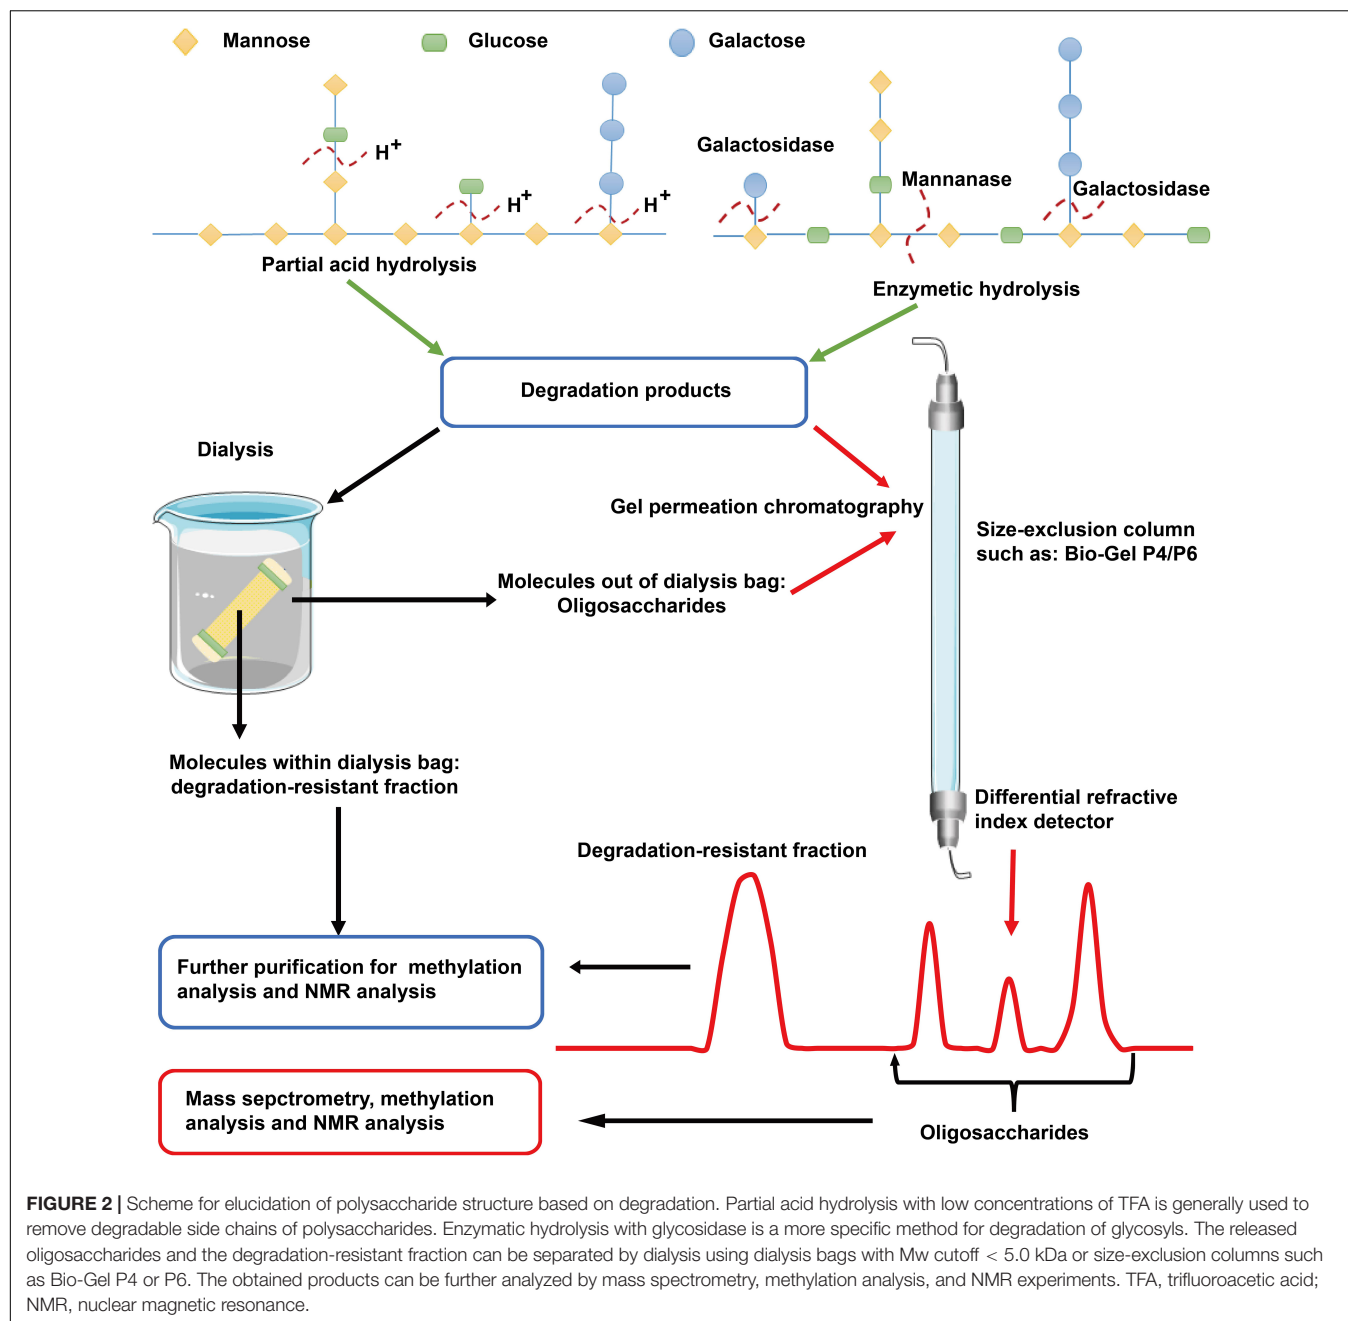 Mannose
Glucose
Galactose
H+
H+
H+
Galactosidase
Mannanase
Galactosidase
Partial acid hydrolysis
Enzymetic hydrolysis
Degradation products
Dialysis
Gel permeation chromatography
Size-exclusion column
such as: Bio-Gel P4/P6
Molecules out of dialysis bag:
Oligosaccharides
Molecules within dialysis bag:
degradation-resistant fraction
Differential refractive
index detector
Degradation-resistant fraction
Further purification for methylation
analysis and NMR analysis
Mass sepctrometry, methylation
analysis and NMR analysis
Oligosaccharides
FIGURE 2 | Scheme for elucidation of polysaccharide structure based on degradation. Partial acid hydrolysis with low concentrations of TFA is generally used to
remove degradable side chains of polysaccharides. Enzymatic hydrolysis with glycosidase is a more specific method for degradation of glycosyls. The released
oligosaccharides and the degradation-resistant fraction can be separated by dialysis using dialysis bags with Mw cutoff < 5.0 kDa or size-exclusion columns such
as Bio-Gel P4 or P6. The obtained products can be further analyzed by mass spectrometry, methylation analysis, and NMR experiments. TFA, trifluoroacetic acid;
NMR, nuclear magnetic resonance.